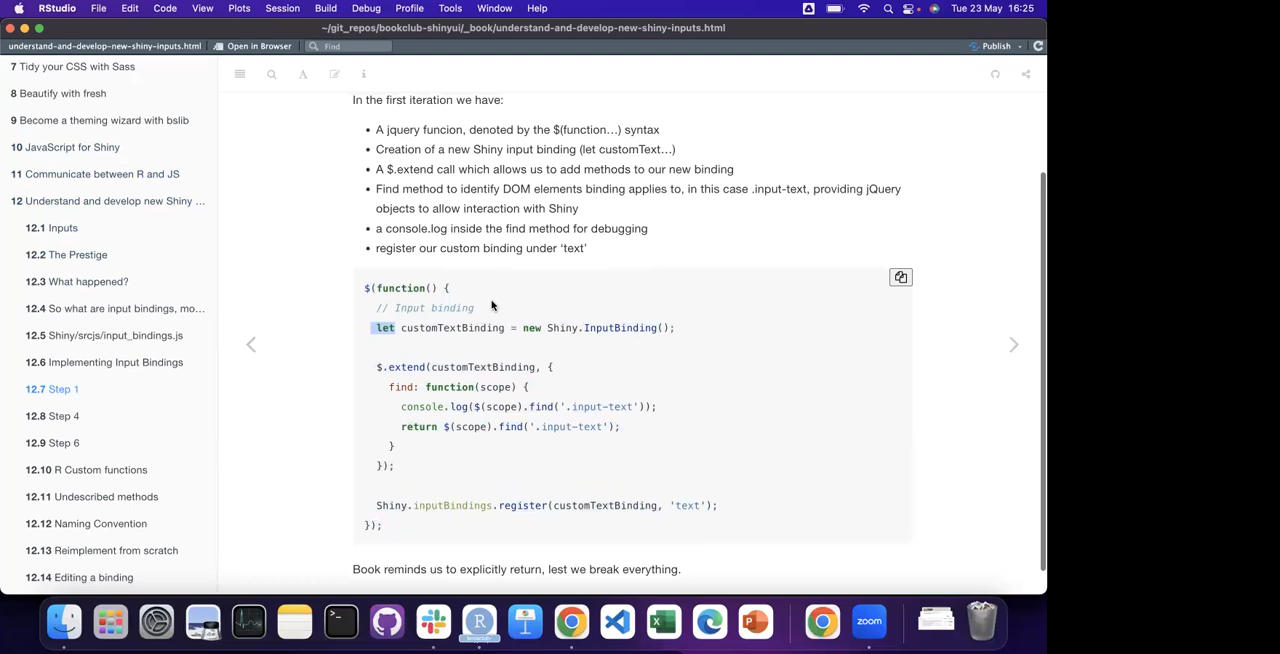 RStudio File Edit Code View Plots Session Build Debug Profile Tools Window Help Tue 23 May 16:25
~/git_repos/bookclub-shinyui/_book/understand-and-develop-new-shiny-inputs.html
understand-and-develop-new-shiny-inputs.html Open in Browser Find Publish
7 Tidy your CSS with Sass
8 Beautify with fresh
9 Become a theming wizard with bslib
10 JavaScript for Shiny
11 Communicate between R and JS
12 Understand and develop new Shiny ...
12.1 Inputs
12.2 The Prestige
12.3 What happened?
12.4 So what are input bindings, mo...
12.5 Shiny/srcjs/input_bindings.js
12.6 Implementing Input Bindings
12.7 Step 1
12.8 Step 4
12.9 Step 6
12.10 R Custom functions
12.11 Undescribed methods
12.12 Naming Convention
12.13 Reimplement from scratch
12.14 Editing a binding
In the first iteration we have:
• A jquery funcion, denoted by the $(function...) syntax
• Creation of a new Shiny input binding (let customText...)
• A $.extend call which allows us to add methods to our new binding
• Find method to identify DOM elements binding applies to, in this case .input-text, providing jQuery
objects to allow interaction with Shiny
• a console.log inside the find method for debugging
• register our custom binding under ‘text’
$(function() {
// Input binding
let customTextBinding = new Shiny.InputBinding();
$.extend(customTextBinding, {
find: function(scope) {
console.log($(scope).find('.input-text'));
return $(scope).find('.input-text');
}
});
Shiny.inputBindings.register(customTextBinding, 'text');
});
Book reminds us to explicitly return, lest we break everything.
zoom